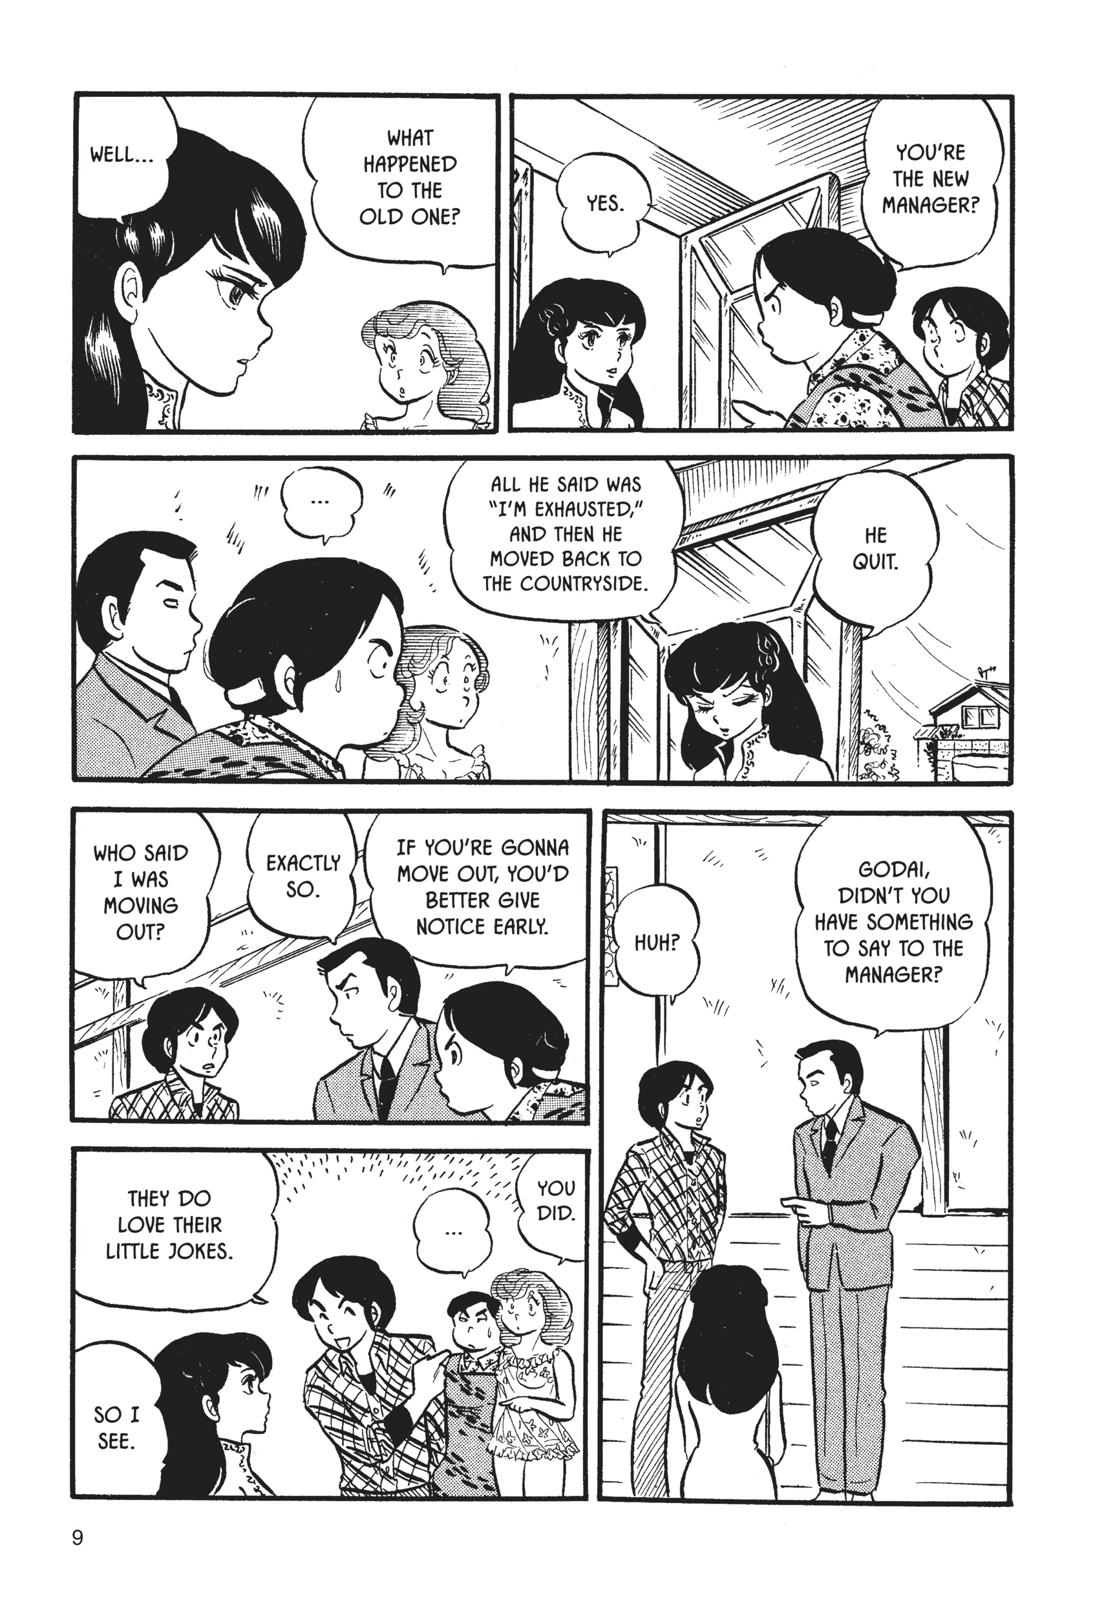 YOU'RE
THE NEW
MANAGER?
YES.
WHAT
HAPPENED
TO THE
OLD ONE?
WELL...
HE
QUIT.
ALL HE SAID WAS
"I'M EXHAUSTED,"
AND THEN HE
MOVED BACK TO
THE COUNTRYSIDE.
...
GODAI,
DIDN'T YOU
HAVE SOMETHING
TO SAY TO THE
MANAGER?
HUH?
IF YOU'RE GONNA
MOVE OUT, YOU'D
BETTER GIVE
NOTICE EARLY.
EXACTLY
SO.
WHO SAID
I WAS
MOVING
OUT?
YOU
DID.
...
THEY DO
LOVE THEIR
LITTLE JOKES.
SO I
SEE.
9